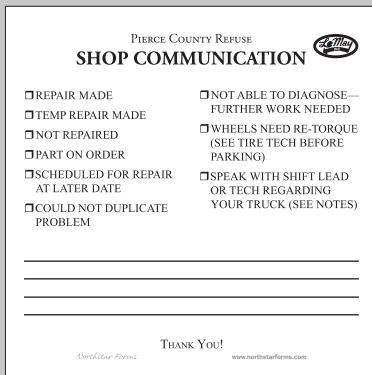 PIERCE COUNTY REFUSE
SHOP COMMUNICATION
LeMay
❒ REPAIR MADE
❒ TEMP REPAIR MADE
❒ NOT REPAIRED
❒ PART ON ORDER
❒ SCHEDULED FOR REPAIR
AT LATER DATE
❒ COULD NOT DUPLICATE
PROBLEM
❒ NOT ABLE TO DIAGNOSE—
FURTHER WORK NEEDED
❒ WHEELS NEED RE-TORQUE
(SEE TIRE TECH BEFORE
PARKING)
❒ SPEAK WITH SHIFT LEAD
OR TECH REGARDING
YOUR TRUCK (SEE NOTES)
THANK YOU!
Northstar Forms
www.northstarforms.com